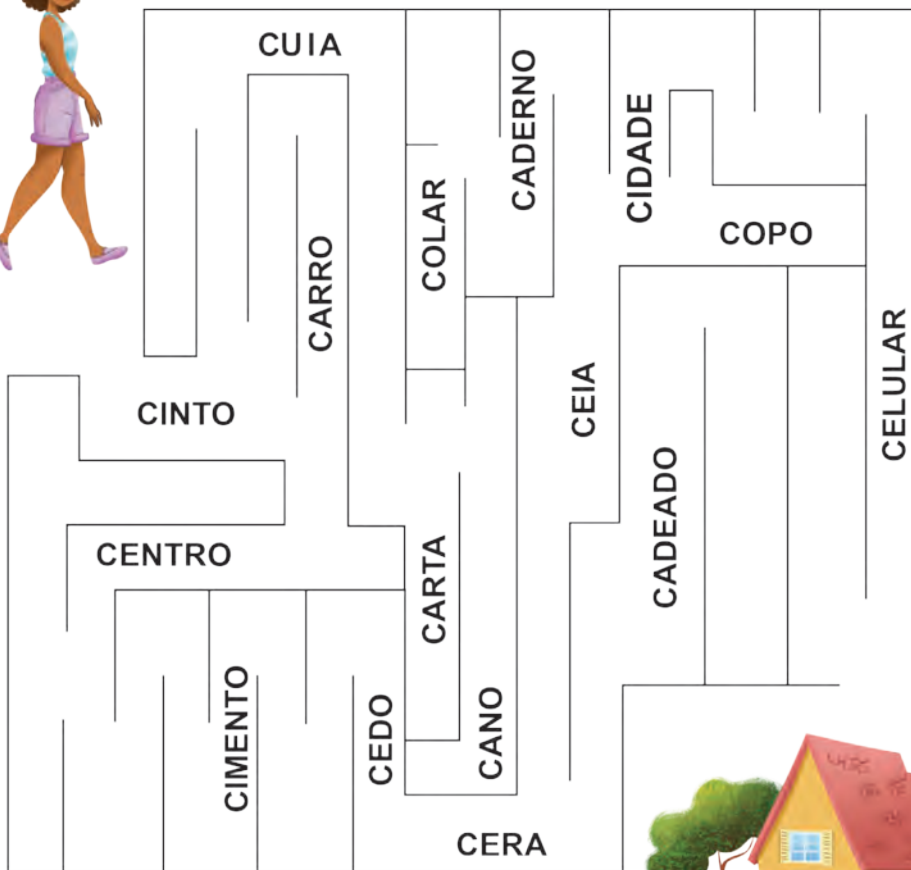 CUIA
CADERNO
CIDADE
COLAR
COPO
CARRO
CEIA
CELULAR
CINTO
CADEADO
CENTRO
CARTA
CIMENTO
CEDO
CANO
CERA